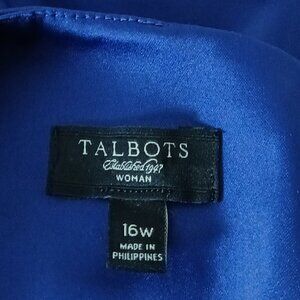 TALBOTS
Established 1947
WOMAN
16W
MADE IN
PHILIPPINES